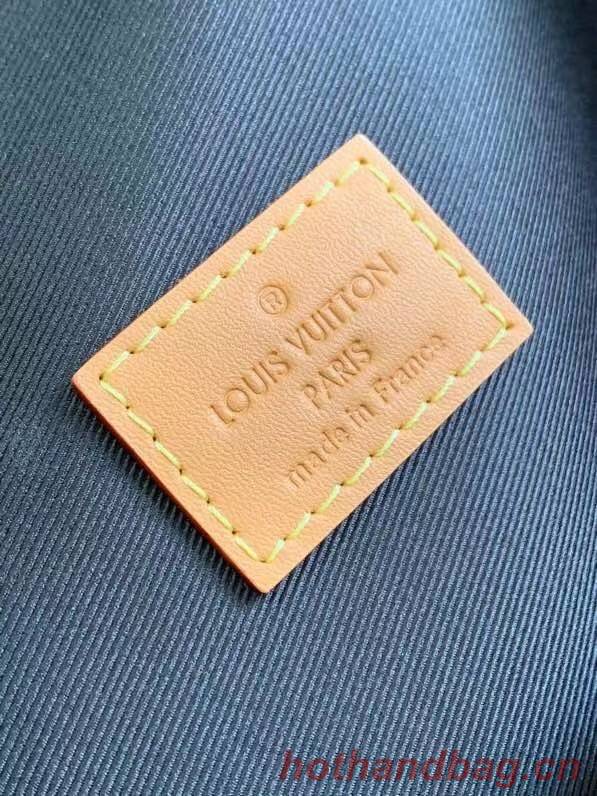 ®
LOUIS VUITTON
PARIS
made in France
hothandbag.cn